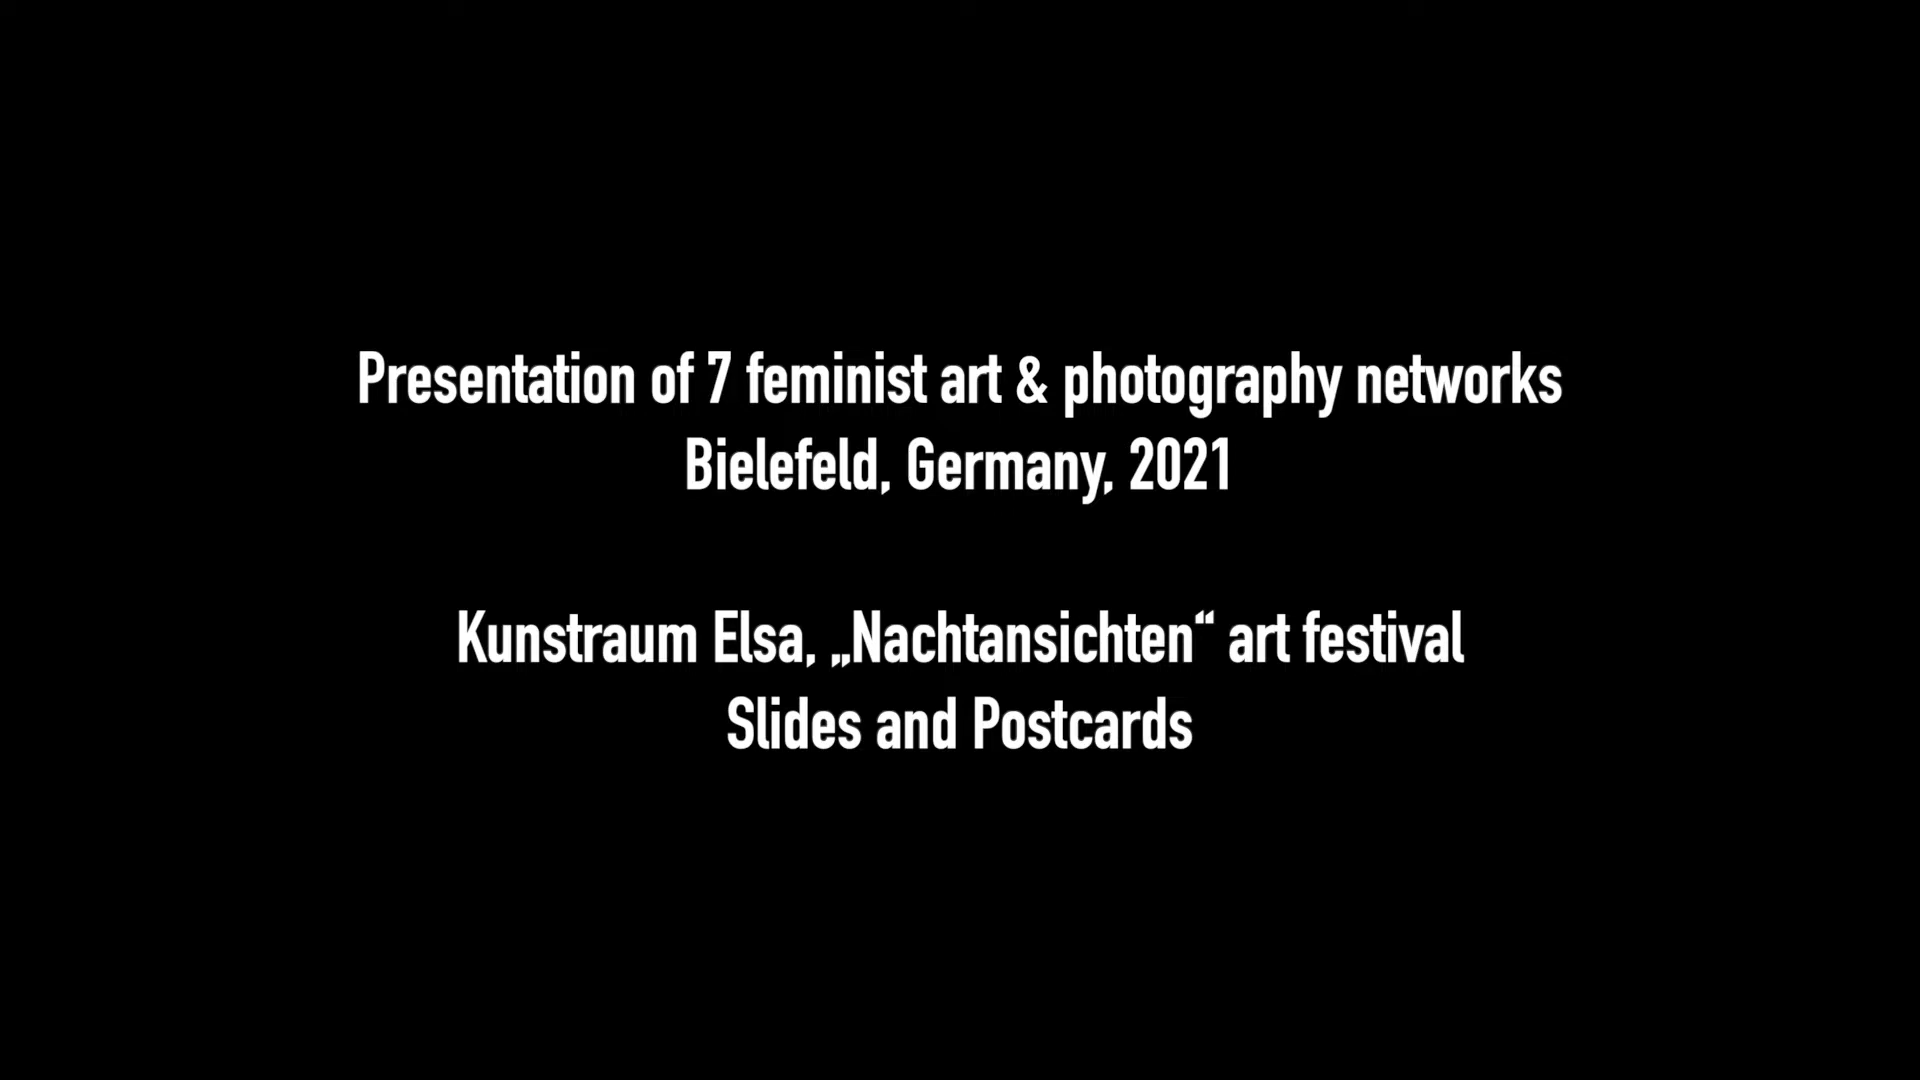 Presentation of 7 feminist art & photography networks
Bielefeld, Germany, 2021
Kunstraum Elsa, „Nachtansichten“ art festival
Slides and Postcards